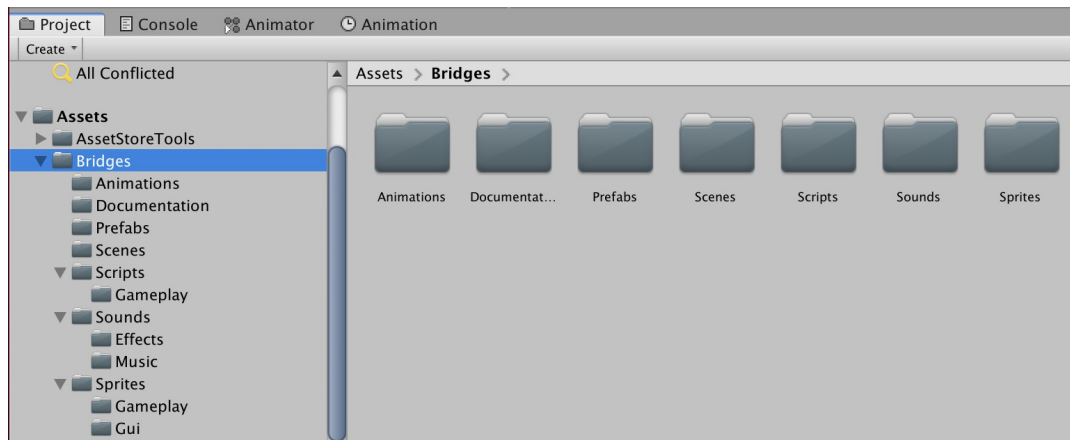 Project Console Animator Animation
Create
All Conflicted
Assets
AssetStoreTools
Bridges
Animations
Documentation
Prefabs
Scenes
Scripts
Gameplay
Sounds
Effects
Music
Sprites
Gameplay
Gui
Assets > Bridges >
Animations Documentat... Prefabs Scenes Scripts Sounds Sprites